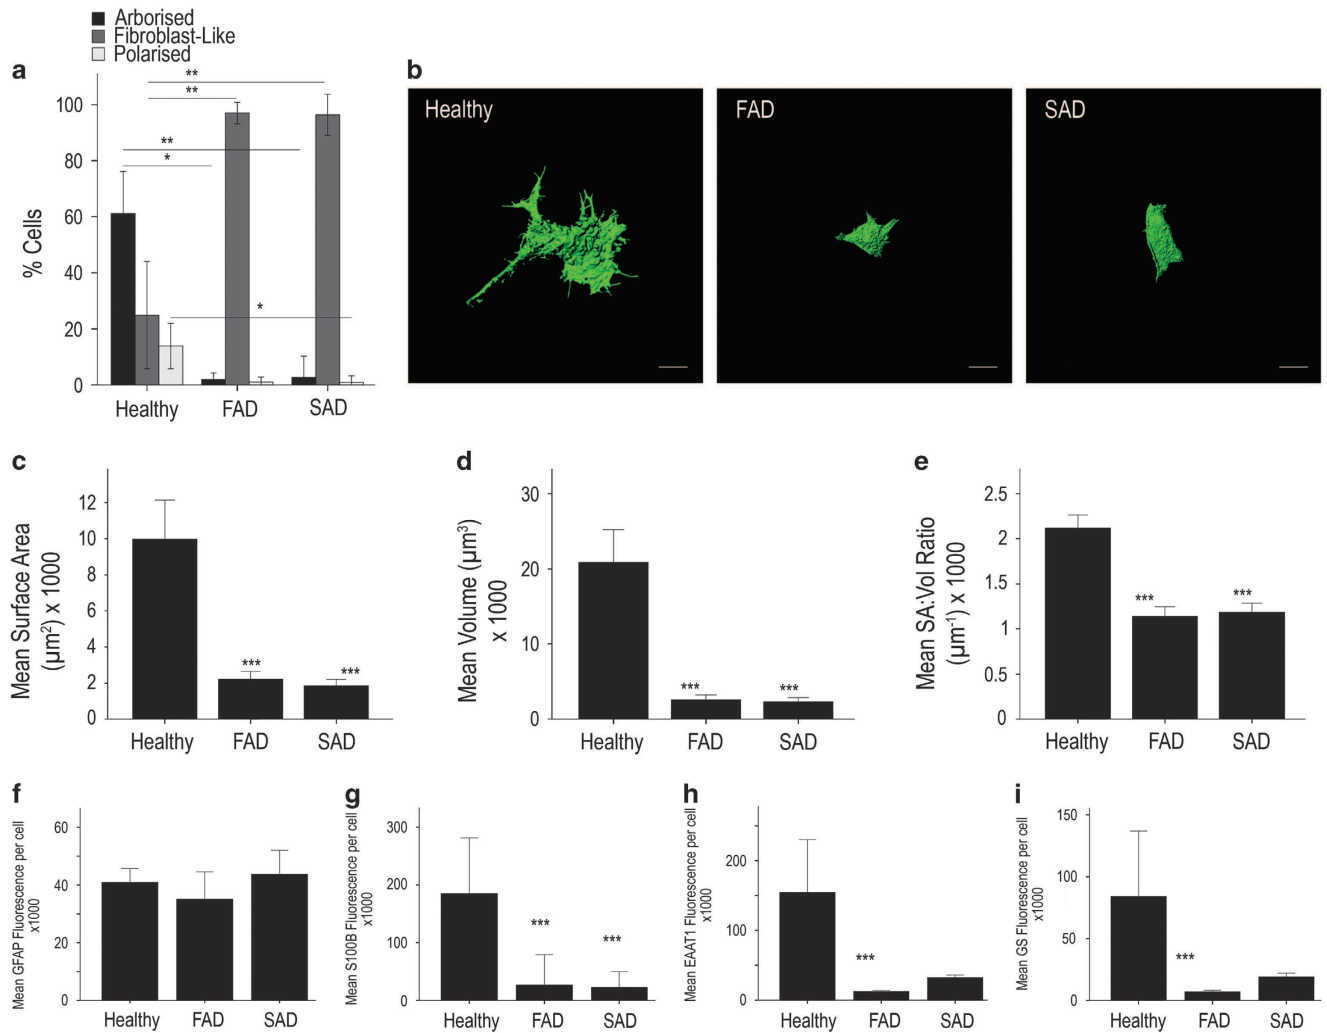 Arborised
Fibroblast-Like
Polarised
a
% Cells
100
80
60
40
20
0
**
**
**
*
*
Healthy
FAD
SAD
b
Healthy
FAD
SAD
c
Mean Surface Area
(µm²) x 1000
12
10
8
6
4
2
0
***
***
Healthy
FAD
SAD
d
Mean Volume (µm³)
x 1000
30
20
10
0
***
***
Healthy
FAD
SAD
e
Mean SA:Vol Ratio
(µm⁻¹) x 1000
2.5
2
1.5
1
0.5
0
***
***
Healthy
FAD
SAD
f
Mean GFAP Fluorescence per cell
x1000
60
40
20
0
Healthy
FAD
SAD
g
Mean S100B Fluorescence per cell
x1000
300
200
100
0
***
***
Healthy
FAD
SAD
h
Mean EAAT1 Fluorescence per cell
x1000
200
100
0
***
Healthy
FAD
SAD
i
Mean GS Fluorescence per cell
x1000
150
100
50
0
***
Healthy
FAD
SAD